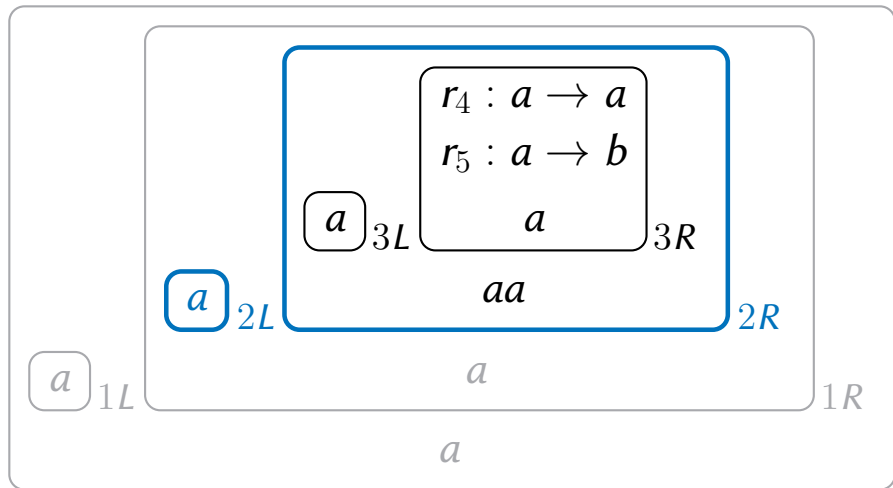 r₄ : a → a
r₅ : a → b
a 3L a 3R
aa
a 2L 2R
a
a 1L 1R
a